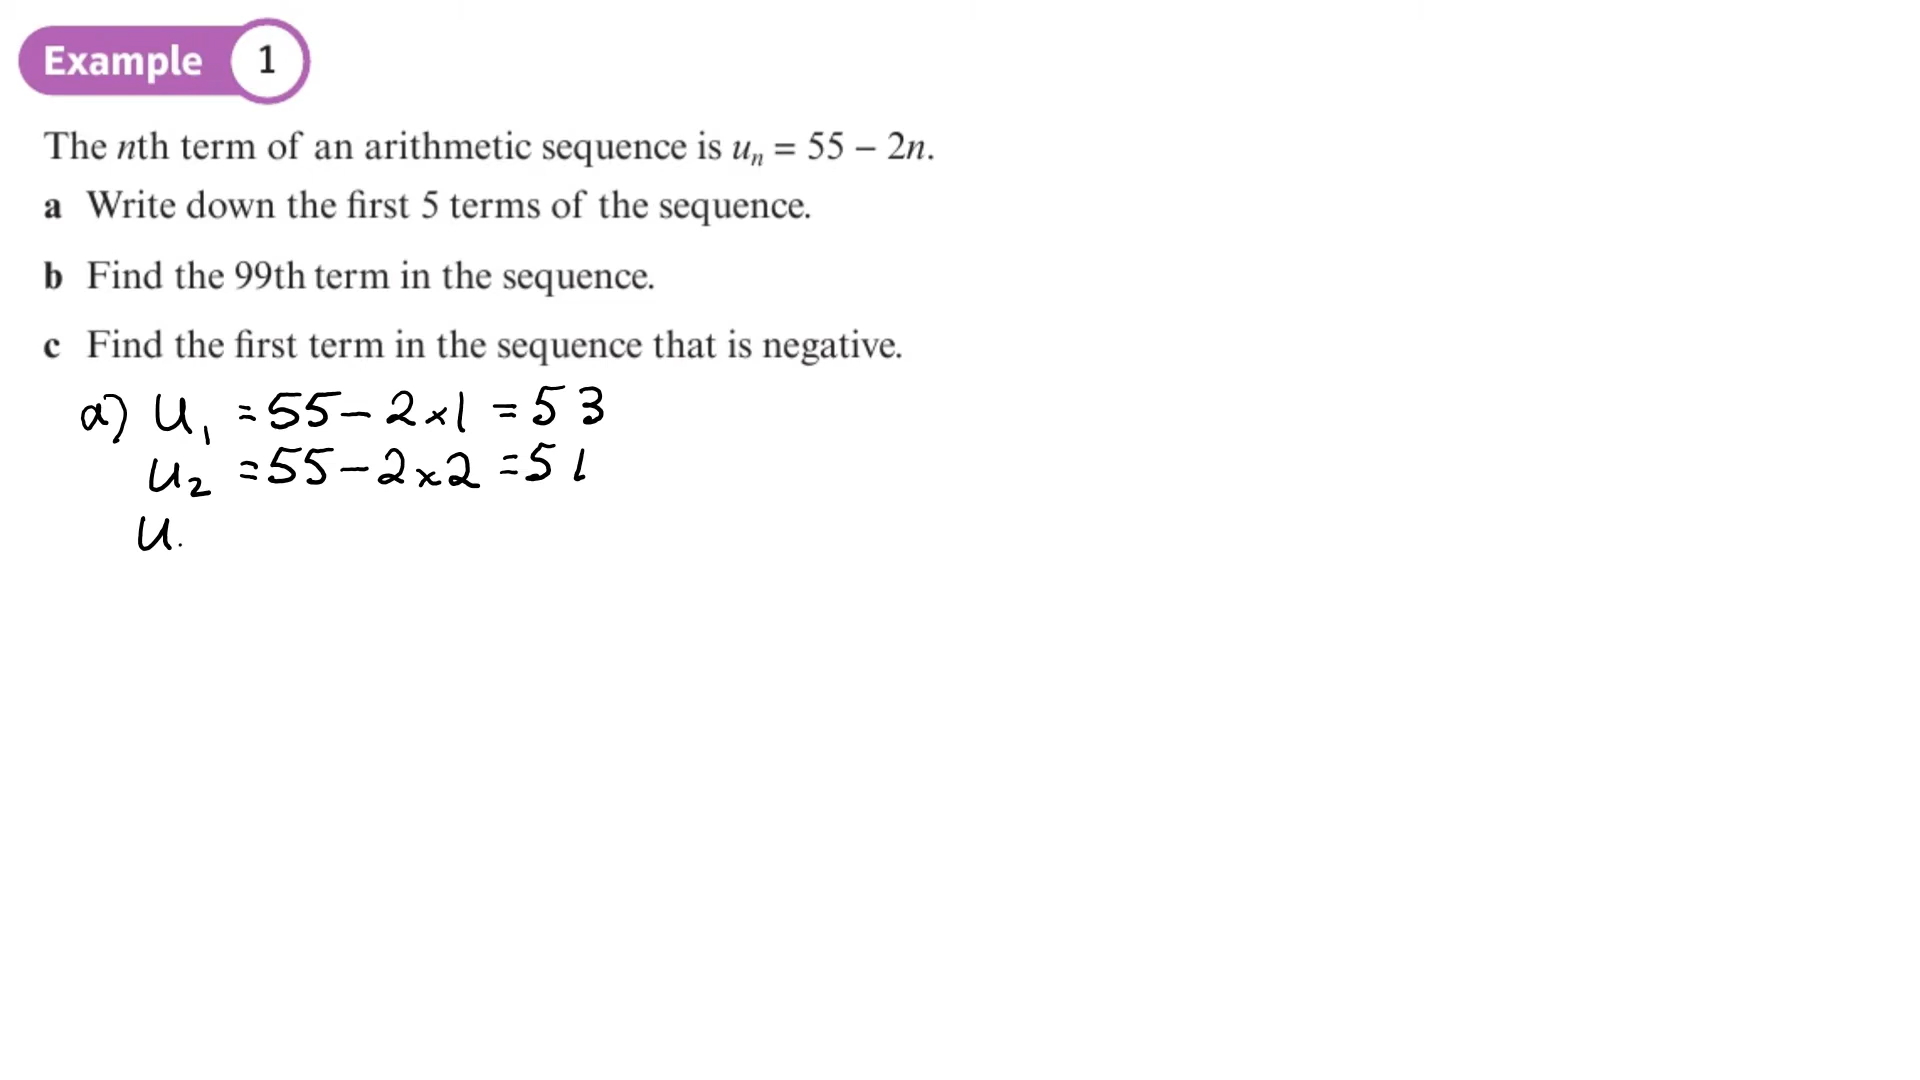 Example 1
The nth term of an arithmetic sequence is uₙ = 55 – 2n.
a Write down the first 5 terms of the sequence.
b Find the 99th term in the sequence.
c Find the first term in the sequence that is negative.
a) U₁ = 55 – 2 × 1 = 53
U₂ = 55 – 2 × 2 = 51
U.